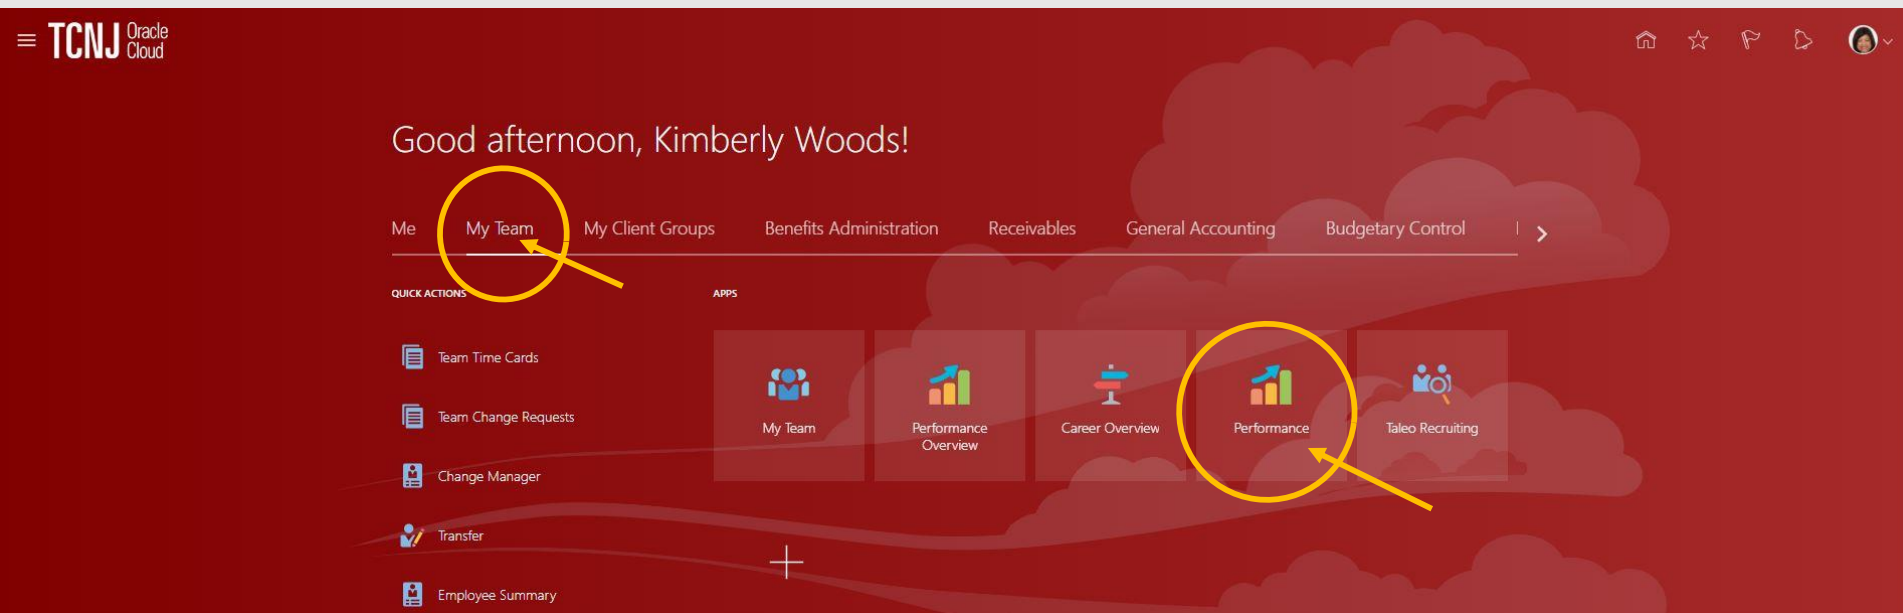 TCNJ Oracle
Cloud
Good afternoon, Kimberly Woods!
Me My Team My Client Groups Benefits Administration Receivables General Accounting Budgetary Control
QUICK ACTIONS
APPS
Team Time Cards
Team Change Requests
Change Manager
Transfer
Employee Summary
My Team
Performance
Overview
Career Overview
Performance
Taleo Recruiting